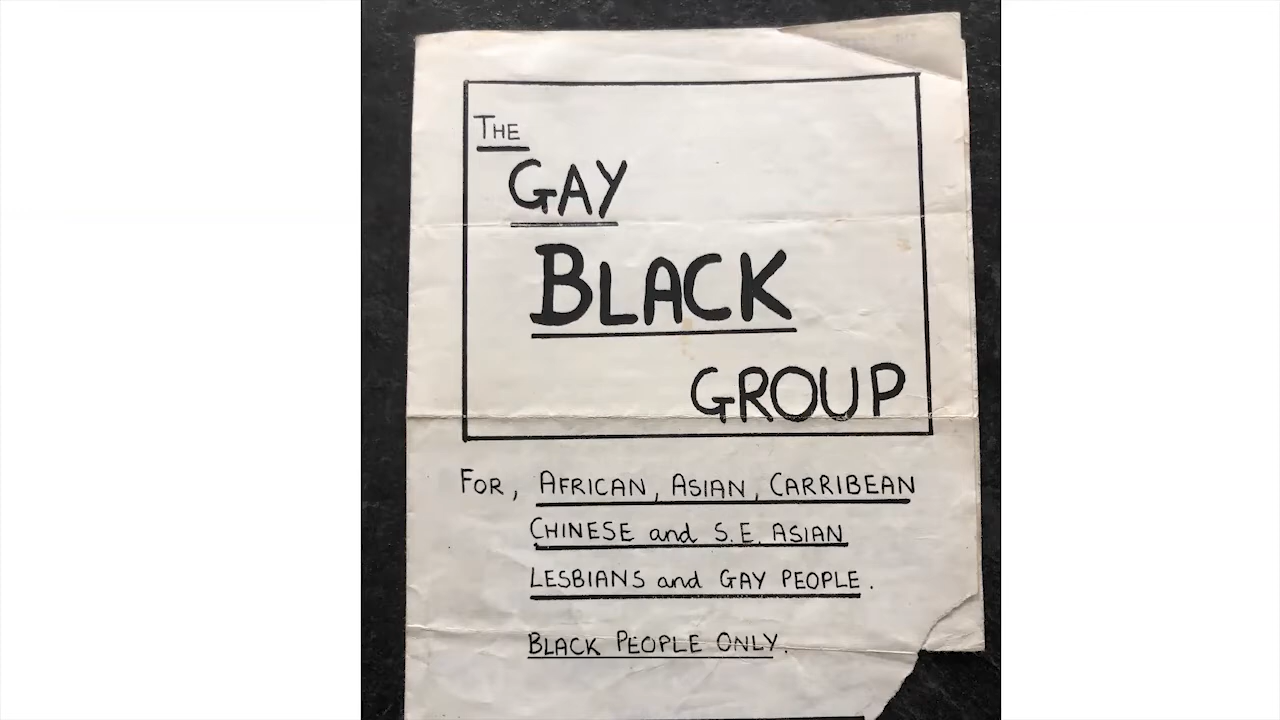 THE
GAY
BLACK
GROUP
FOR, AFRICAN, ASIAN, CARRIBEAN
CHINESE and S.E. ASIAN
LESBIANS and GAY PEOPLE.
BLACK PEOPLE ONLY.